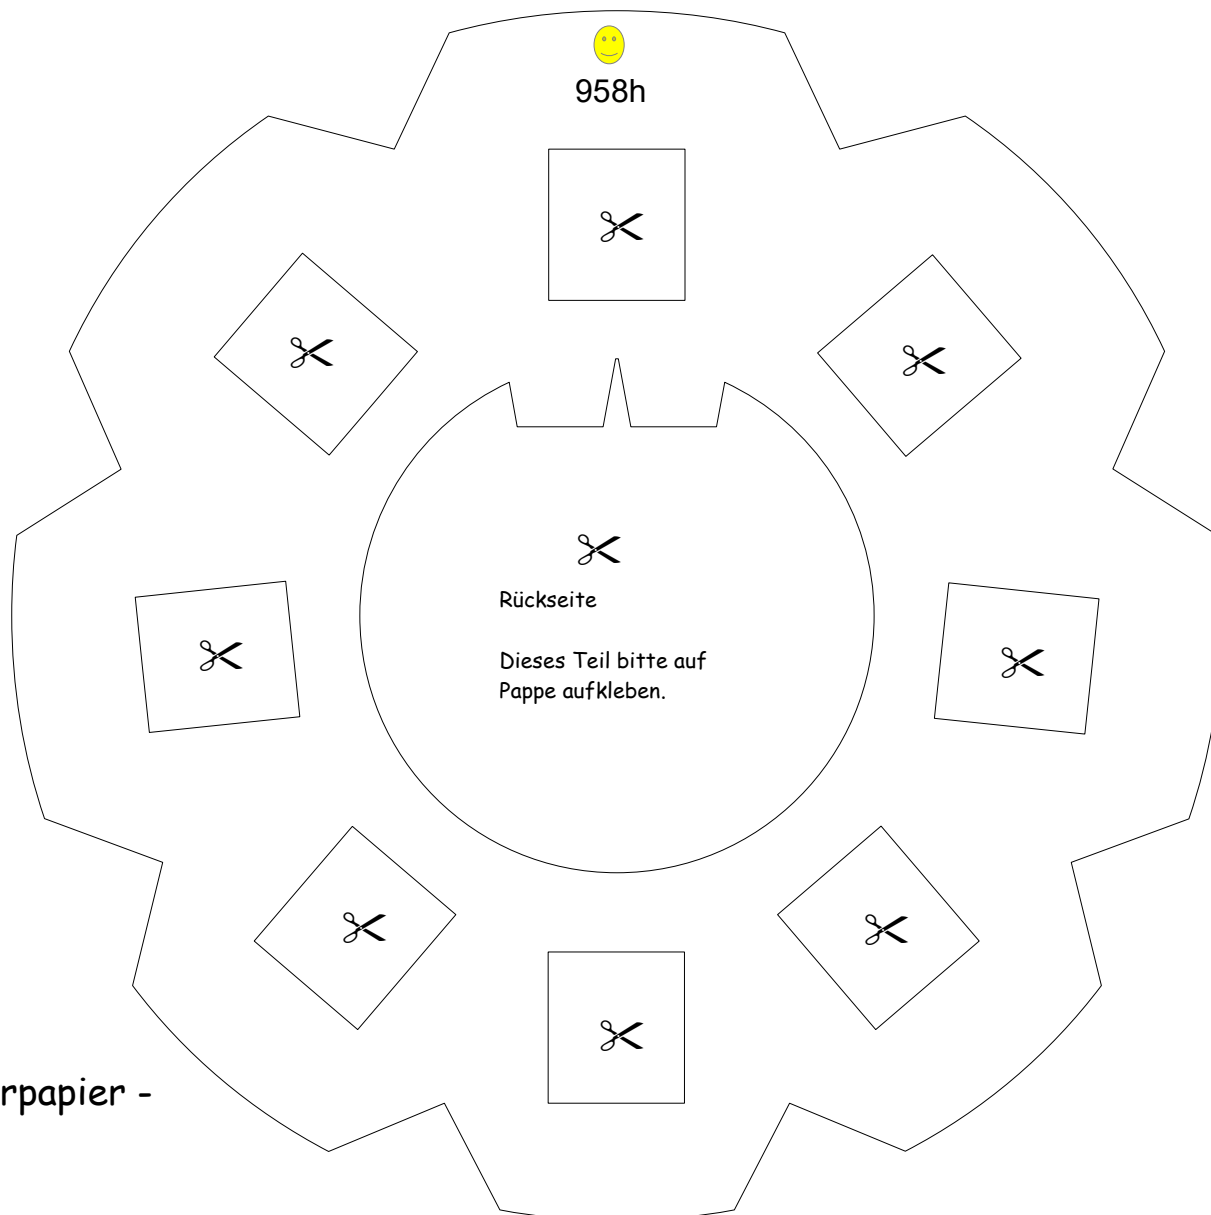 958h
Rückseite
Dieses Teil bitte auf
Pappe aufkleben.
rpapier -